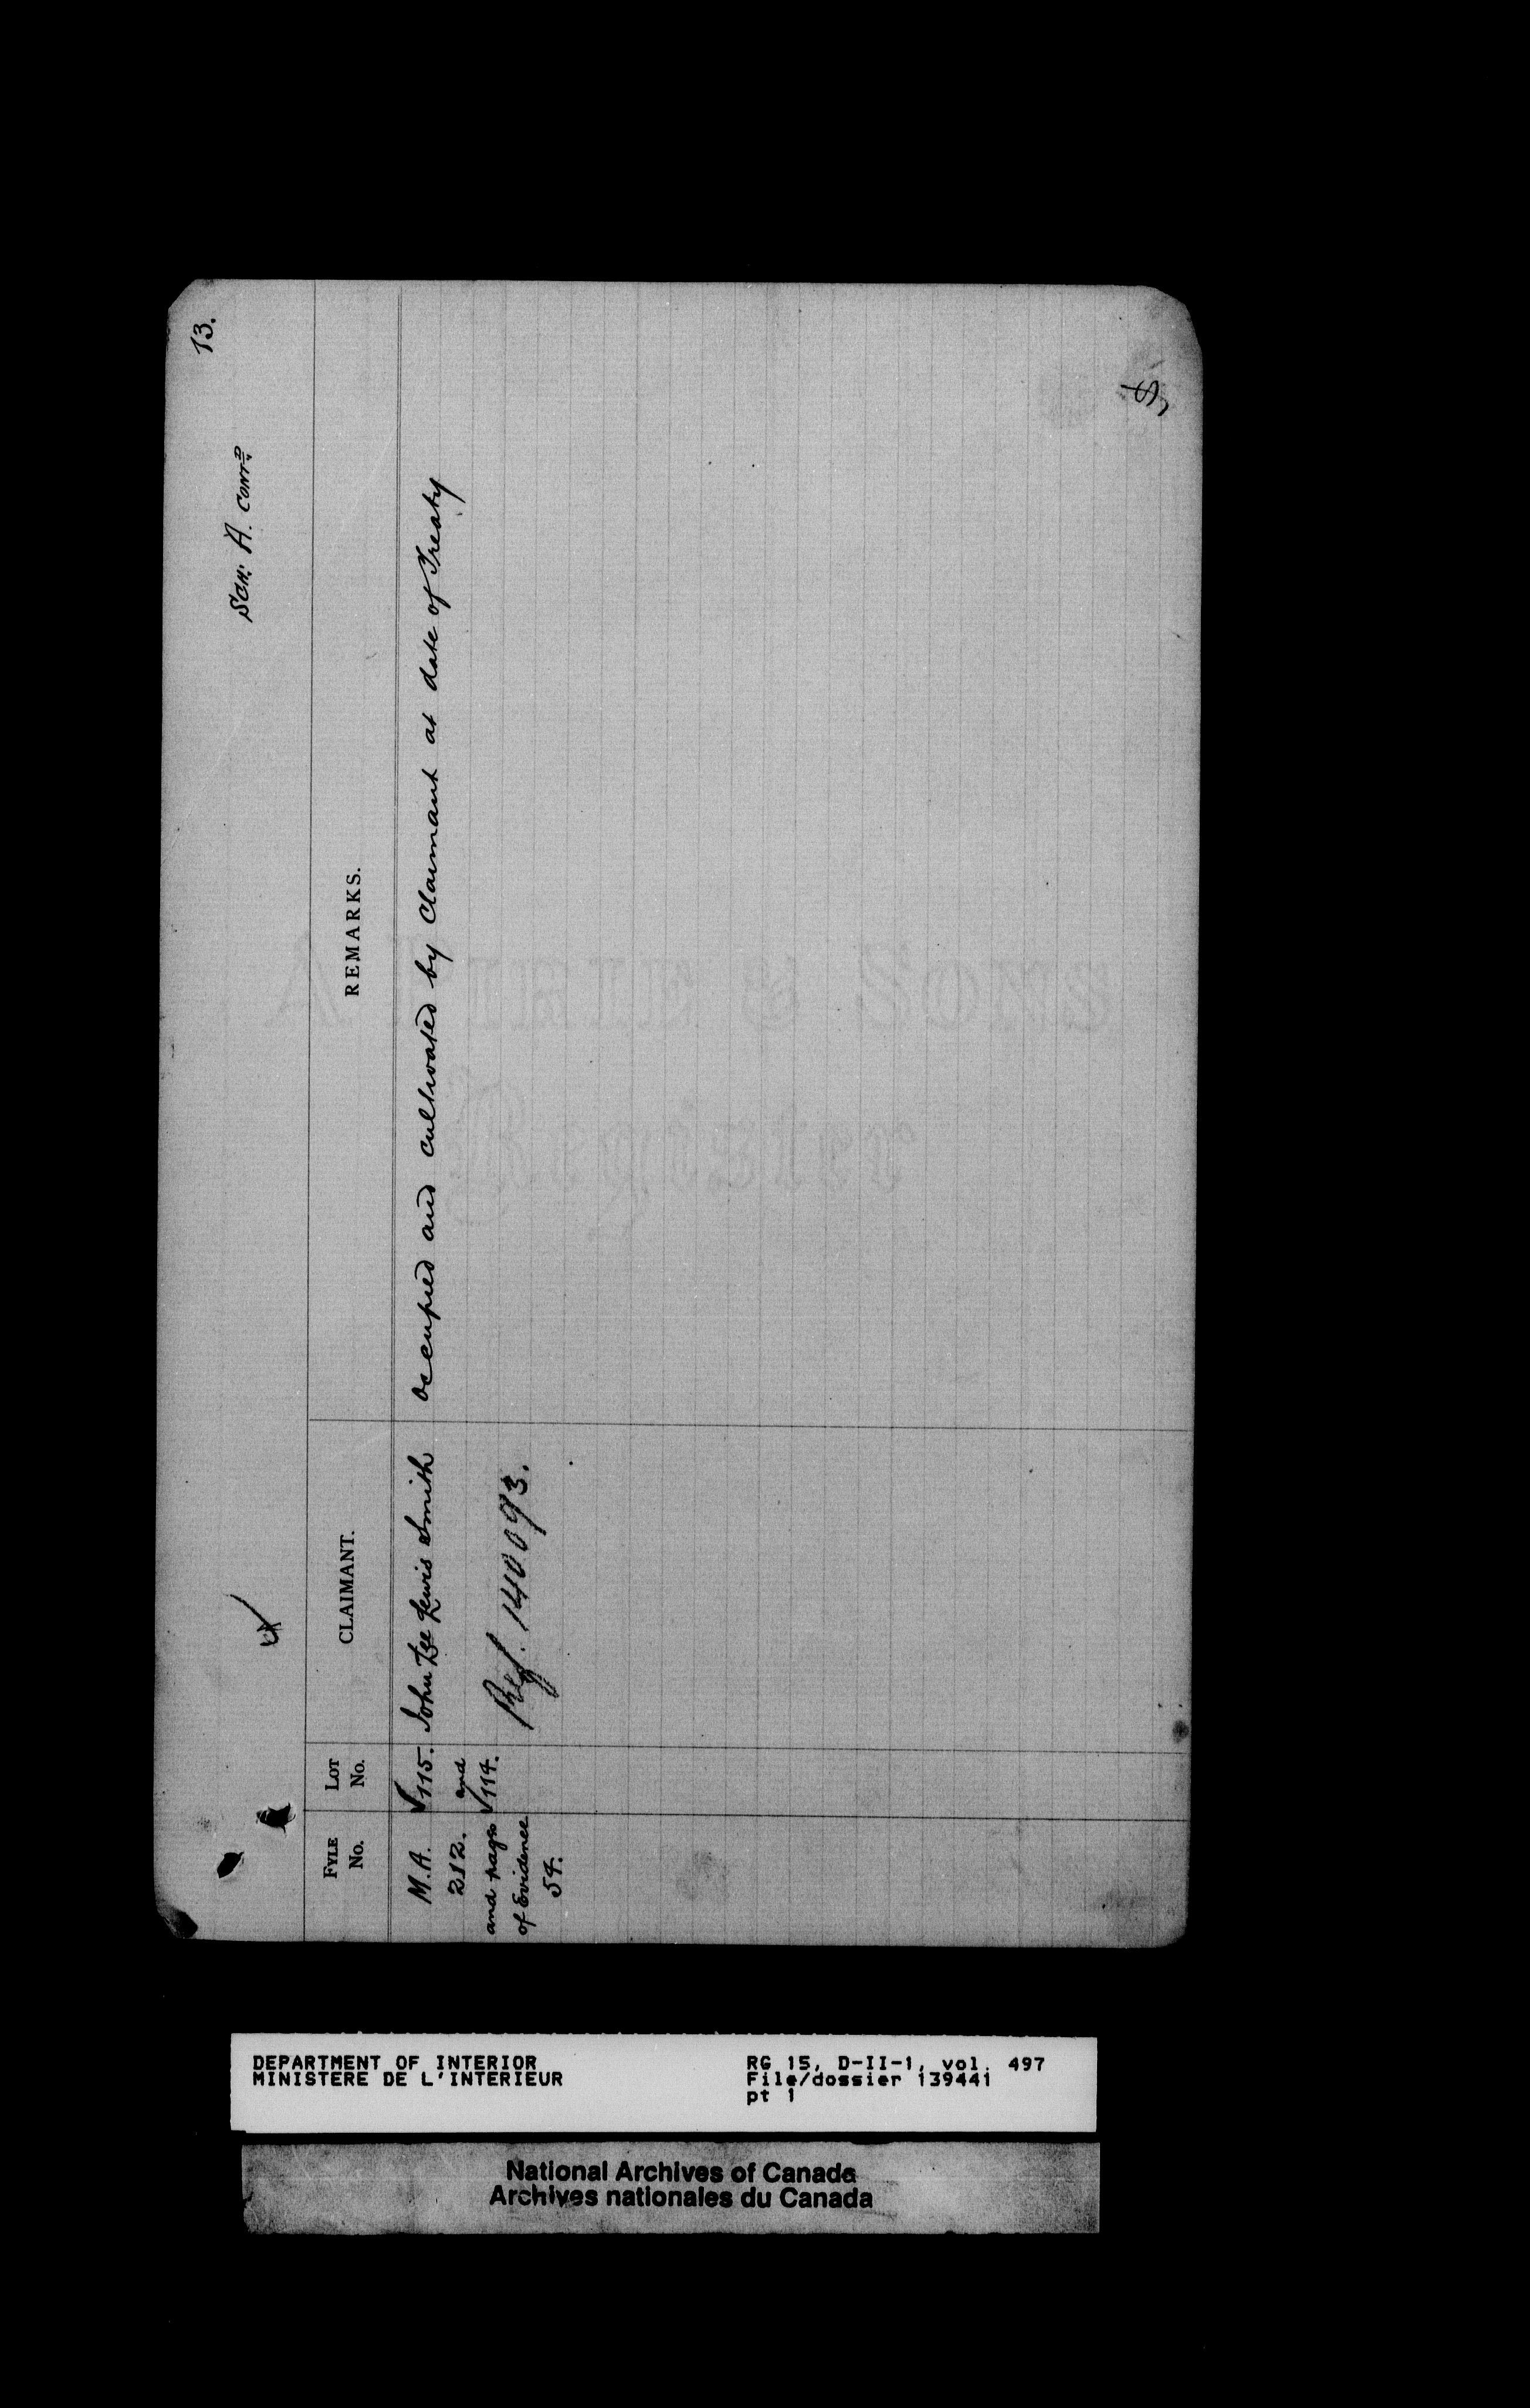 13.
Sch: A. Cont=D
FYLE No.
LOT No.
CLAIMANT.
REMARKS.
M.A. 212. and page of Evidence 54.
√115. and √114.
John Lee Lewis Smith
Ref. 140093.
Occupied and cultivated by Claimant at date of Treaty
DEPARTMENT OF INTERIOR
MINISTERE DE L'INTERIEUR
RG 15, D-II-1, vol. 497
File/dossier 139441
pt 1
National Archives of Canada
Archives nationales du Canada